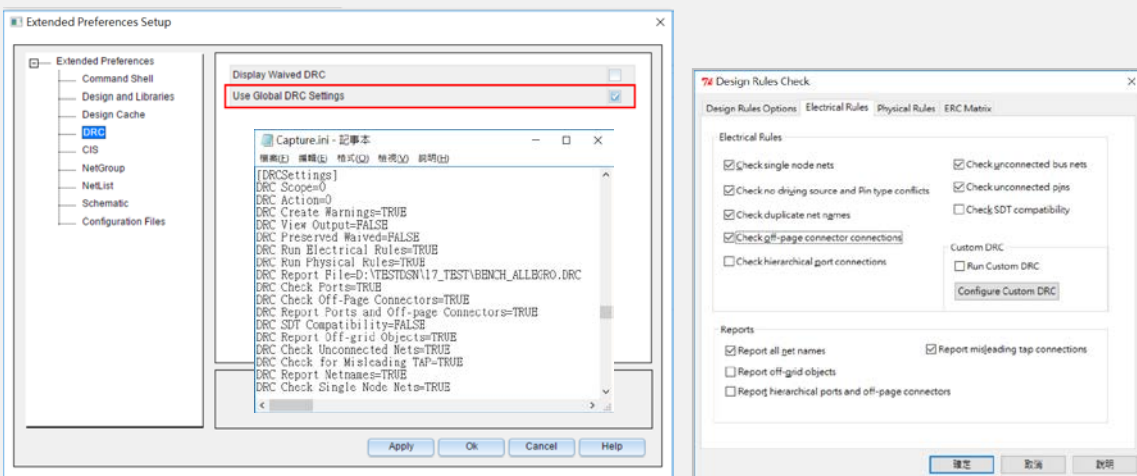 Extended Preferences Setup
Extended Preferences
Command Shell
Design and Libraries
Design Cache
DRC
CIS
NetGroup
NetList
Schematic
Configuration Files
Display Waived DRC
Use Global DRC Settings
Capture.ini - 記事本
檔案(F) 編輯(E) 格式(O) 檢視(V) 說明(H)
[DRCSettings]
DRC Scope=0
DRC Action=0
DRC Create Warnings=TRUE
DRC View Output=FALSE
DRC Preserved Waived=FALSE
DRC Run Electrical Rules=TRUE
DRC Run Physical Rules=TRUE
DRC Report File=D:\TESTDSN\17_TEST\BENCH_ALLEGRO.DRC
DRC Check Ports=TRUE
DRC Check Off-Page Connectors=TRUE
DRC Report Ports and Off-page Connectors=TRUE
DRC SDT Compatibility=FALSE
DRC Report Off-grid Objects=TRUE
DRC Check Unconnected Nets=TRUE
DRC Check for Misleading TAP=TRUE
DRC Report Netnames=TRUE
DRC Check Single Node Nets=TRUE
Apply Ok Cancel Help
Design Rules Check
Design Rules Options Electrical Rules Physical Rules ERC Matrix
Electrical Rules
Check single node nets
Check no driving source and Pin type conflicts
Check duplicate net names
Check off-page connector connections
Check hierarchical port connections
Check unconnected bus nets
Check unconnected pins
Check SDT compatibility
Custom DRC
Run Custom DRC
Configure Custom DRC
Reports
Report all net names
Report off-grid objects
Report hierarchical ports and off-page connectors
Report misleading tap connections
確定 取消 說明